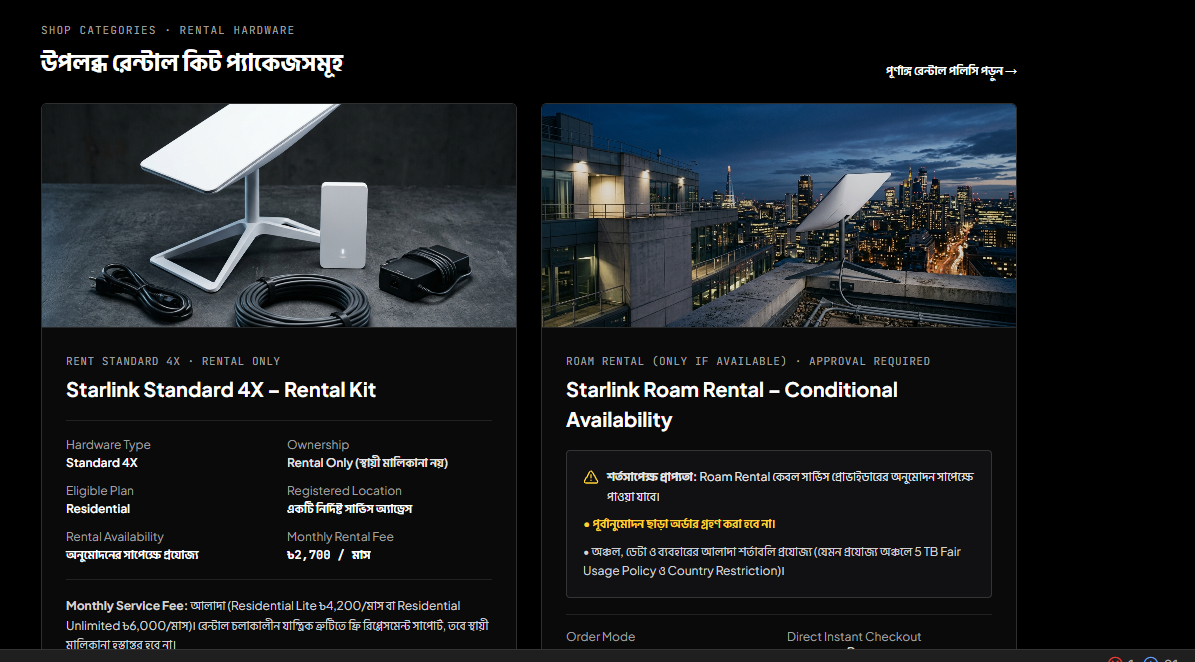 SHOP CATEGORIES · RENTAL HARDWARE
উপলব্ধ রেন্টাল কিট প্যাকেজসমূহ
পূর্ণাঙ্গ রেন্টাল পলিসি পড়ুন →
RENT STANDARD 4X · RENTAL ONLY
Starlink Standard 4X – Rental Kit
Hardware Type
Standard 4X
Ownership
Rental Only (স্থায়ী মালিকানা নয়)
Eligible Plan
Residential
Registered Location
একটি নির্দিষ্ট সার্ভিস অ্যাড্রেস
Rental Availability
অনুমোদনের সাপেক্ষে প্রযোজ্য
Monthly Rental Fee
৳2,700 / মাস
Monthly Service Fee: আলাদা (Residential Lite ৳4,200/মাস বা Residential
Unlimited ৳6,000/মাস)। রেন্টাল চলাকালীন যান্ত্রিক ত্রুটিতে ফ্রি রিপ্লেসমেন্ট সাপোর্ট, তবে স্থায়ী
মালিকানা হস্তান্তর হবে না।
ROAM RENTAL (ONLY IF AVAILABLE) · APPROVAL REQUIRED
Starlink Roam Rental – Conditional
Availability
শর্তসাপেক্ষ প্রাপ্যতা: Roam Rental কেবল সার্ভিস প্রোভাইডারের অনুমোদন সাপেক্ষে
পাওয়া যাবে।
● পূর্বানুমোদন ছাড়া অর্ডার গ্রহণ করা হবে না।
● অঞ্চল, ডেটা ও ব্যবহারের আলাদা শর্তাবলি প্রযোজ্য (যেমন প্রযোজ্য অঞ্চলে 5 TB Fair
Usage Policy ও Country Restriction)।
Order Mode
Direct Instant Checkout